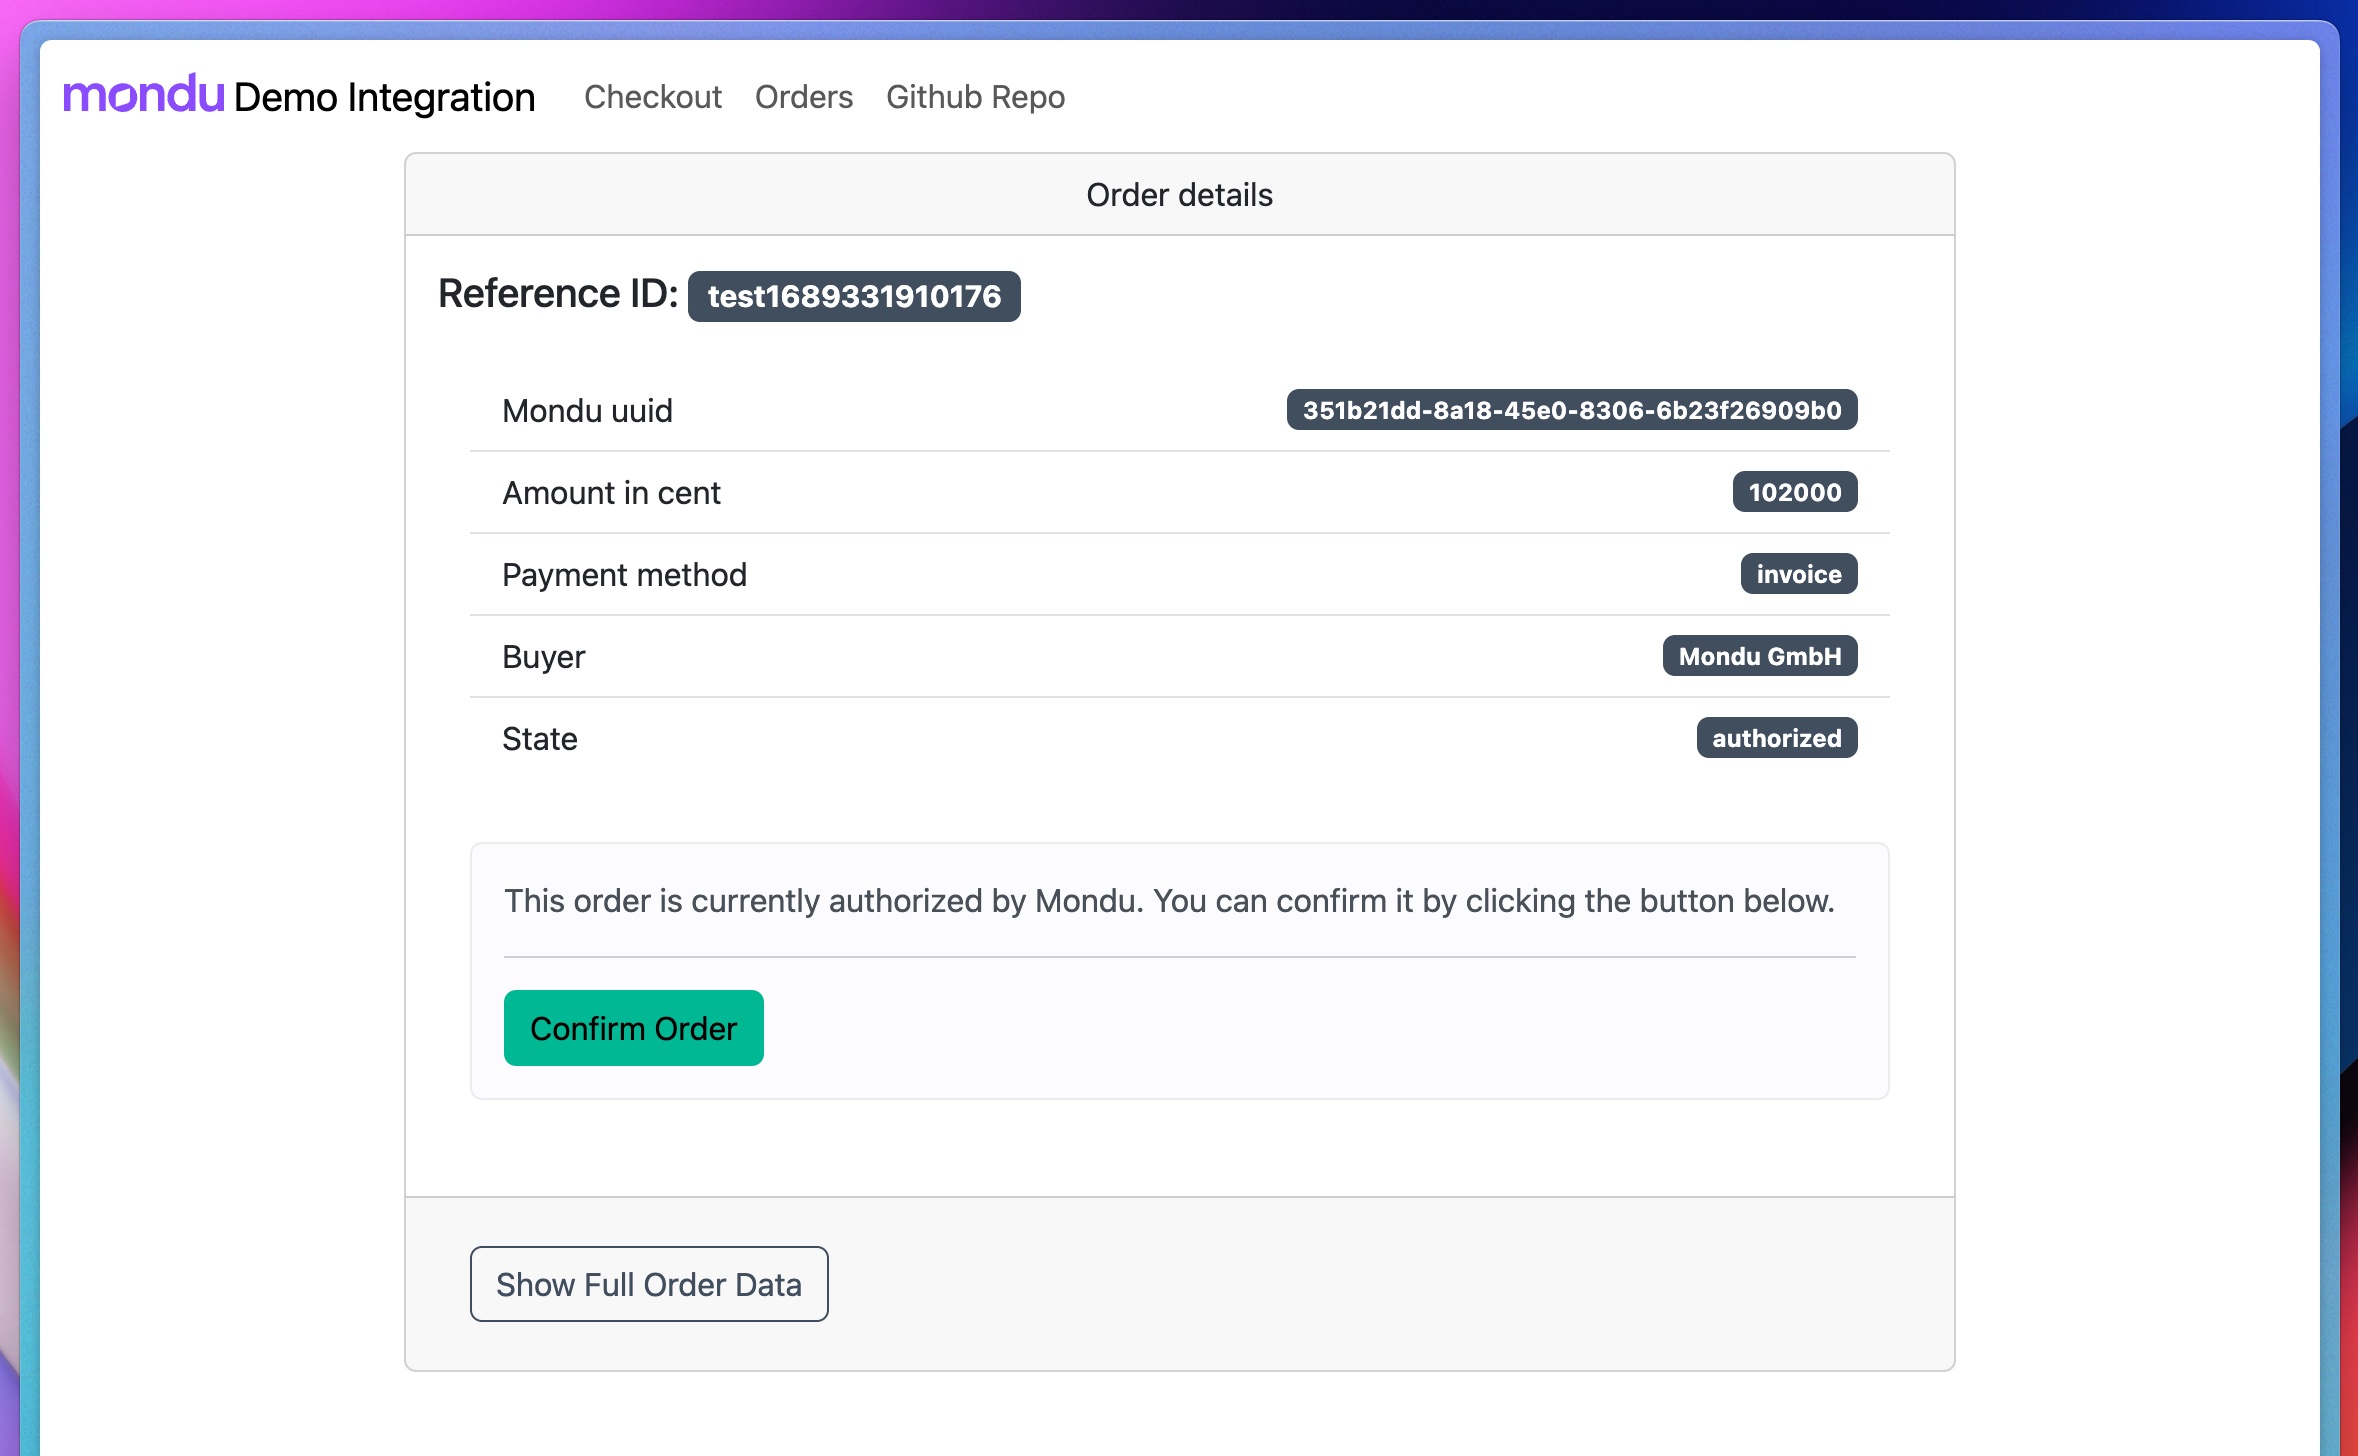 mondu Demo Integration Checkout Orders Github Repo
Order details
Reference ID: test1689331910176
Mondu uuid 351b21dd-8a18-45e0-8306-6b23f26909b0
Amount in cent 102000
Payment method invoice
Buyer Mondu GmbH
State authorized
This order is currently authorized by Mondu. You can confirm it by clicking the button below.
Confirm Order
Show Full Order Data